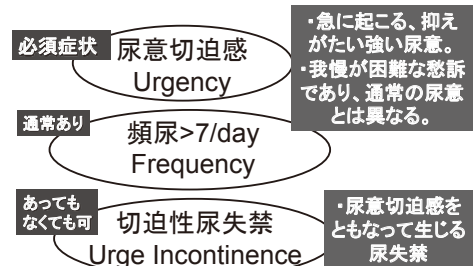 必須症状
尿意切迫感
Urgency
・急に起こる、抑え
がたい強い尿意。
・我慢が困難な愁訴
であり、通常の尿意
とは異なる。
通常あり
頻尿>7/day
Frequency
あっても
なくても可
切迫性尿失禁
Urge Incontinence
・尿意切迫感を
ともなって生じる
尿失禁